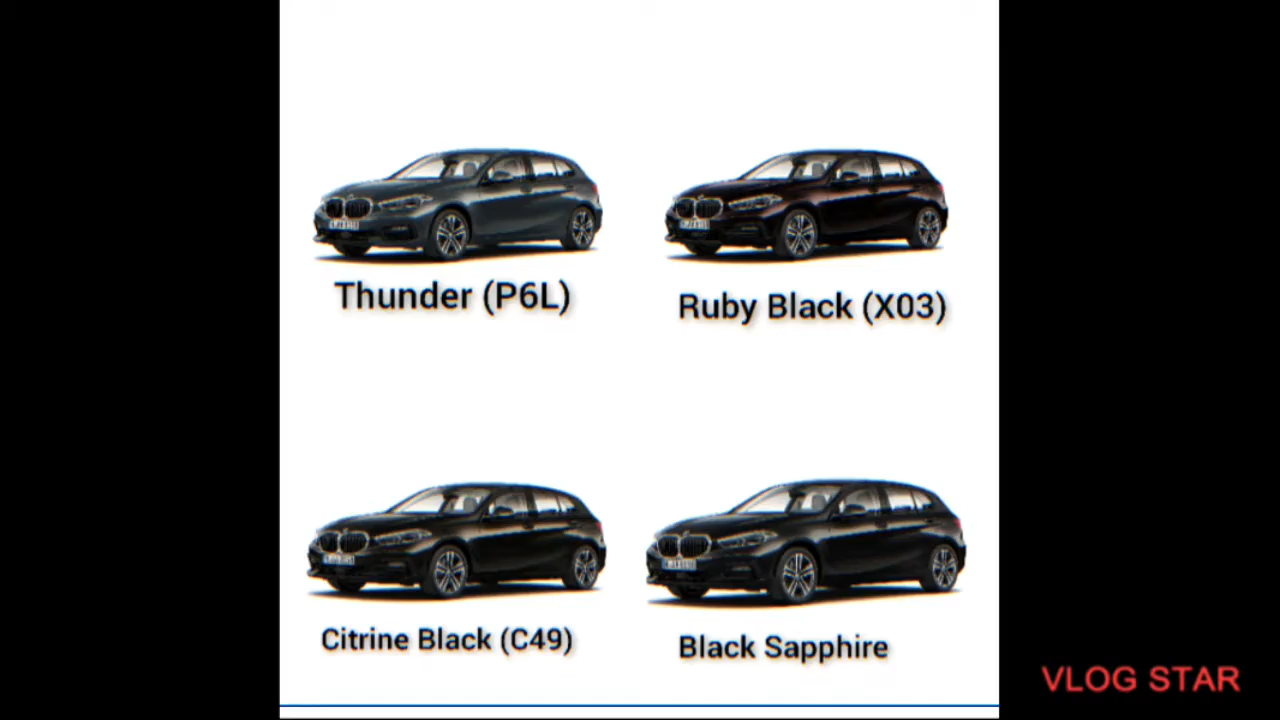 Thunder (P6L)
Ruby Black (X03)
Citrine Black (C49)
Black Sapphire
VLOG STAR